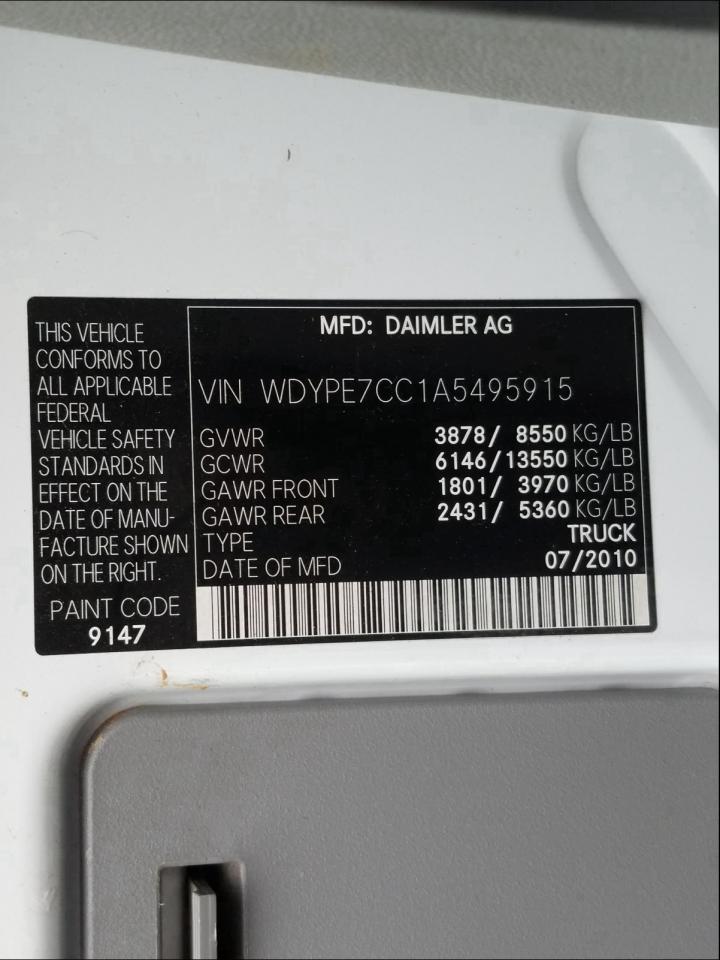 THIS VEHICLE
CONFORMS TO
ALL APPLICABLE
FEDERAL
VEHICLE SAFETY
STANDARDS IN
EFFECT ON THE
DATE OF MANU-
FACTURE SHOWN
ON THE RIGHT.
PAINT CODE
9147
MFD: DAIMLER AG
VIN WDYPE7CC1A5495915
GVWR 3878/ 8550 KG/LB
GCWR 6146/13550 KG/LB
GAWR FRONT 1801/ 3970 KG/LB
GAWR REAR 2431/ 5360 KG/LB
TYPE TRUCK
DATE OF MFD 07/2010